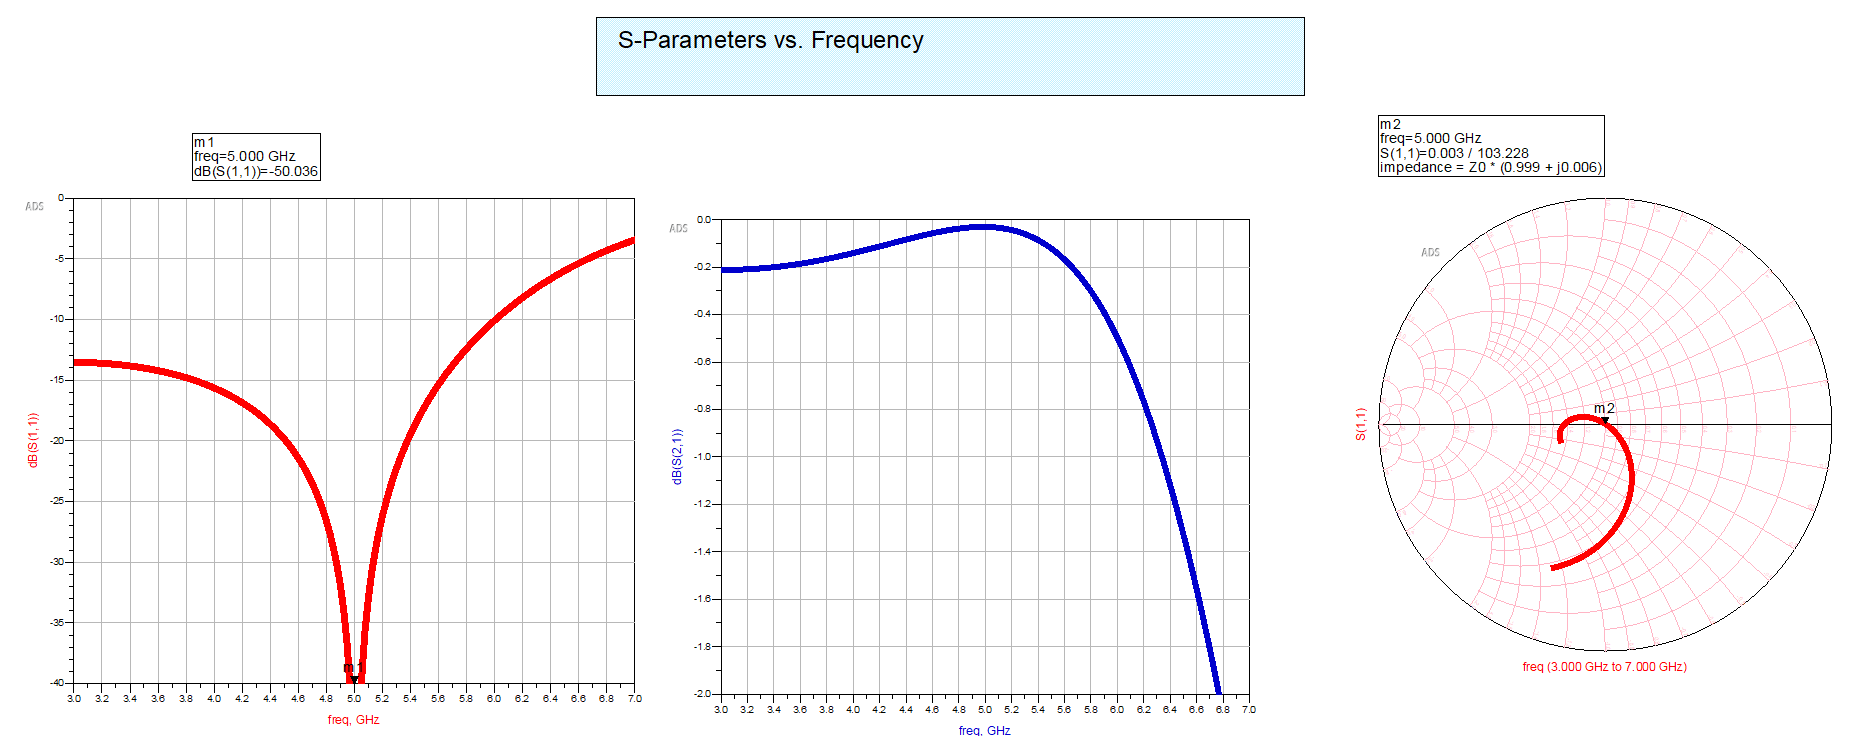 S-Parameters vs. Frequency
m1
freq=5.000 GHz
dB(S(1,1))=-50.036
ADS
dB(S(1,1))
0
-5
-10
-15
-20
-25
-30
-35
-40
m1
3.0 3.2 3.4 3.6 3.8 4.0 4.2 4.4 4.6 4.8 5.0 5.2 5.4 5.6 5.8 6.0 6.2 6.4 6.6 6.8 7.0
freq, GHz
ADS
dB(S(2,1))
0.0
-0.2
-0.4
-0.6
-0.8
-1.0
-1.2
-1.4
-1.6
-1.8
-2.0
3.0 3.2 3.4 3.6 3.8 4.0 4.2 4.4 4.6 4.8 5.0 5.2 5.4 5.6 5.8 6.0 6.2 6.4 6.6 6.8 7.0
freq, GHz
m2
freq=5.000 GHz
S(1,1)=0.003 / 103.228
impedance = Z0 * (0.999 + j0.006)
ADS
S(1,1)
m2
freq (3.000 GHz to 7.000 GHz)